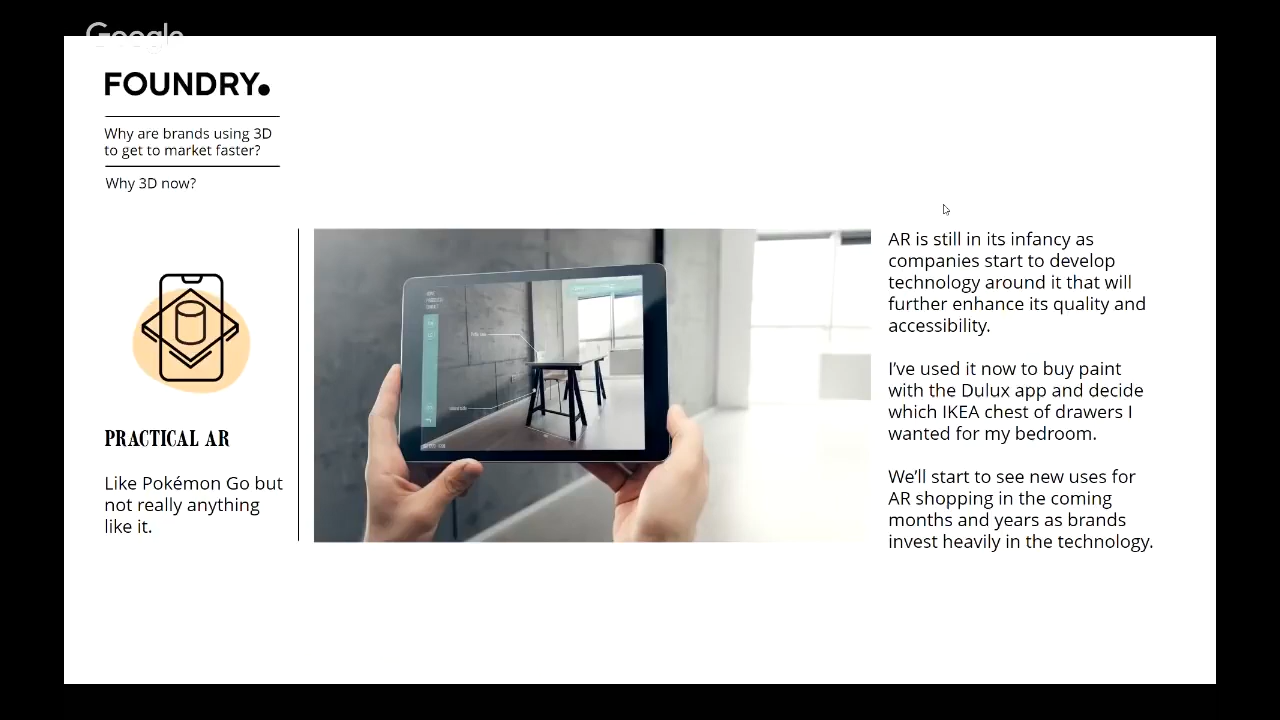 Google
FOUNDRY.
Why are brands using 3D
to get to market faster?
Why 3D now?
PRACTICAL AR
Like Pokémon Go but
not really anything
like it.
AR is still in its infancy as
companies start to develop
technology around it that will
further enhance its quality and
accessibility.
I've used it now to buy paint
with the Dulux app and decide
which IKEA chest of drawers I
wanted for my bedroom.
We'll start to see new uses for
AR shopping in the coming
months and years as brands
invest heavily in the technology.